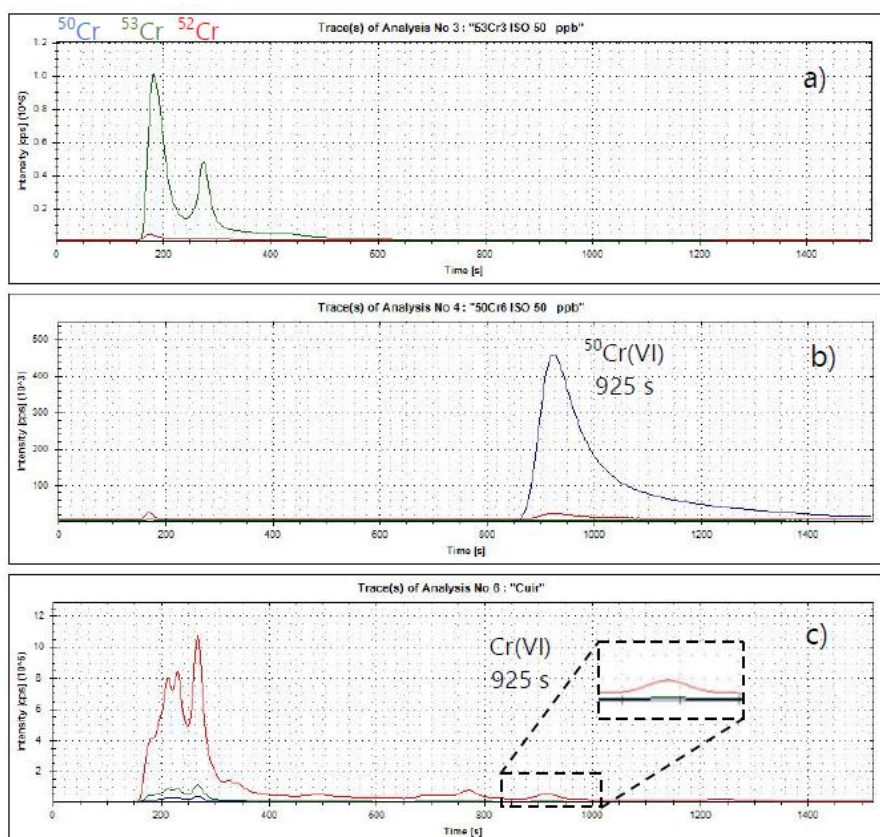 50Cr 53Cr 52Cr
Trace(s) of Analysis No 3 : "53Cr3 ISO 50 ppb"
a)
Intensity [cps] (10^6)
1.2
1.0
0.8
0.6
0.4
0.2
0 200 400 600 800 1000 1200 1400
Time [s]
Trace(s) of Analysis No 4 : "50Cr6 ISO 50 ppb"
50Cr(VI)
925 s
b)
Intensity [cps] (10^3)
500
400
300
200
100
0 200 400 600 800 1000 1200 1400
Time [s]
Trace(s) of Analysis No 6 : "Cuir"
Cr(VI)
925 s
c)
Intensity [cps] (10^6)
12
10
8
6
4
2
0 200 400 600 800 1000 1200 1400
Time [s]